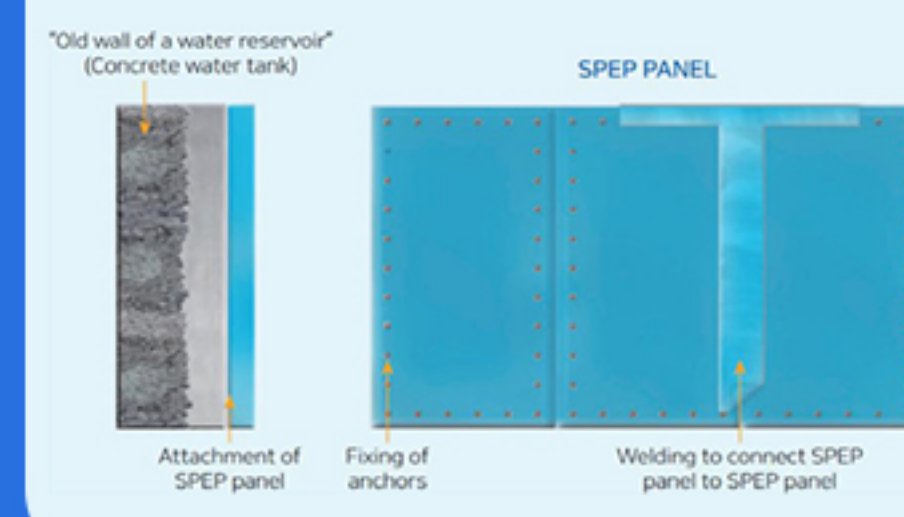 "Old wall of a water reservoir"
(Concrete water tank)
SPEP PANEL
Attachment of
SPEP panel
Fixing of
anchors
Welding to connect SPEP
panel to SPEP panel